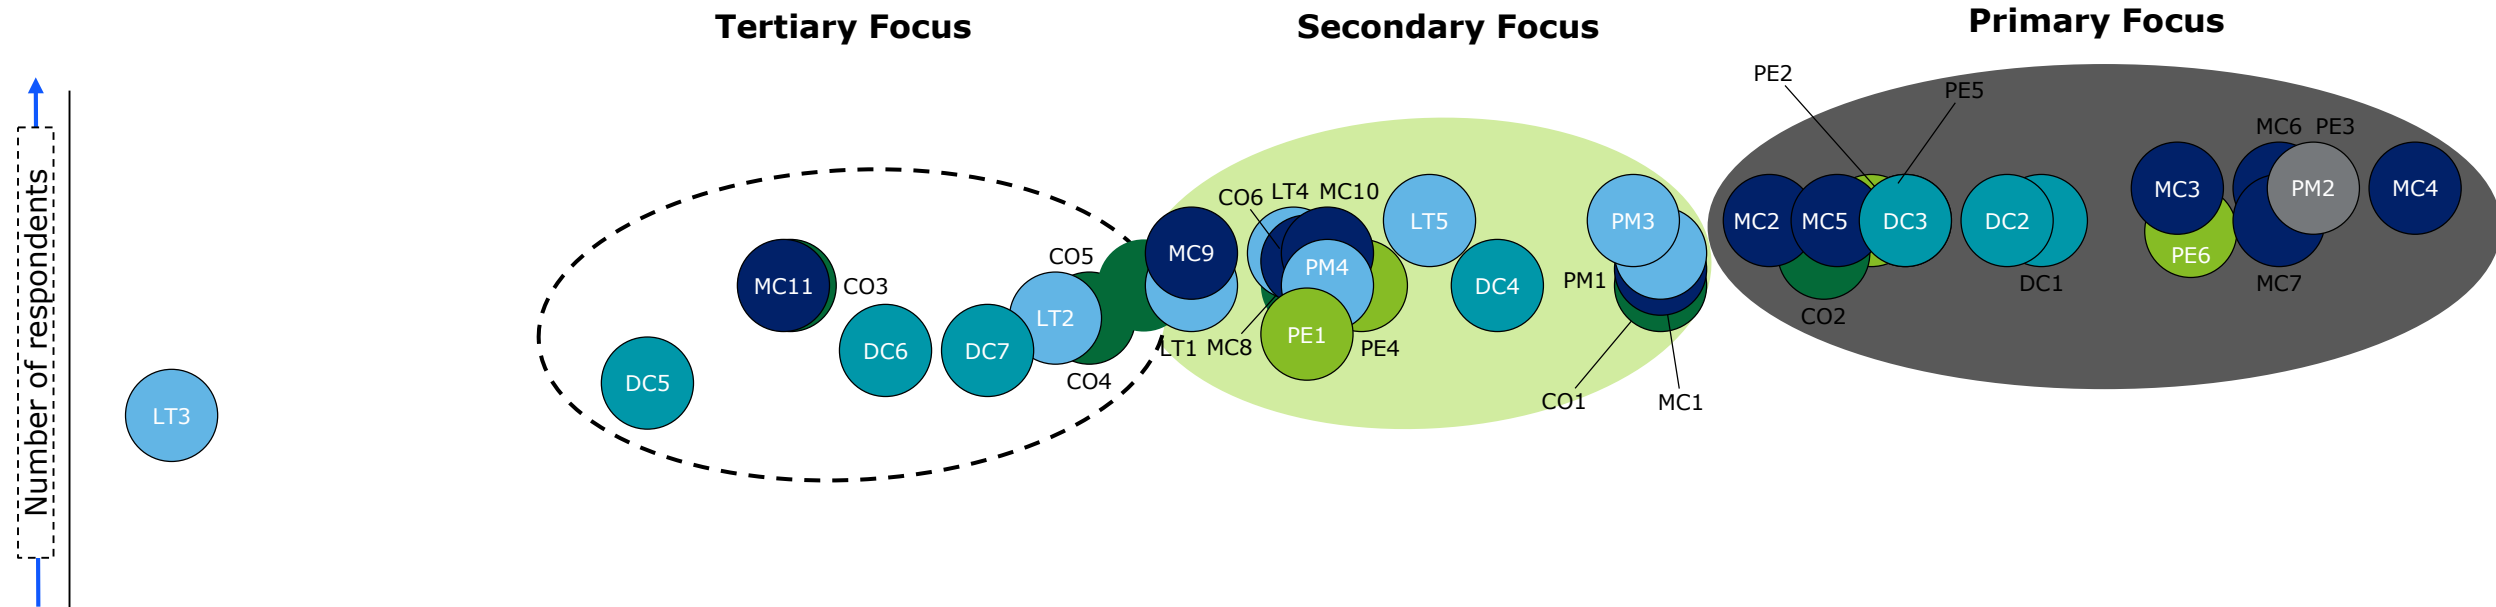 Tertiary Focus
Secondary Focus
Primary Focus
Number of respondents
PE2
PE5
MC6 PE3
MC3
PM2
MC4
CO6
LT4
MC10
LT5
PM3
MC2
MC5
DC3
DC2
MC9
CO5
PM4
PE6
MC11
CO3
DC4
PM1
DC1
MC7
LT2
CO2
PE1
DC6
DC7
LT1
MC8
PE4
DC5
CO4
CO1
MC1
LT3